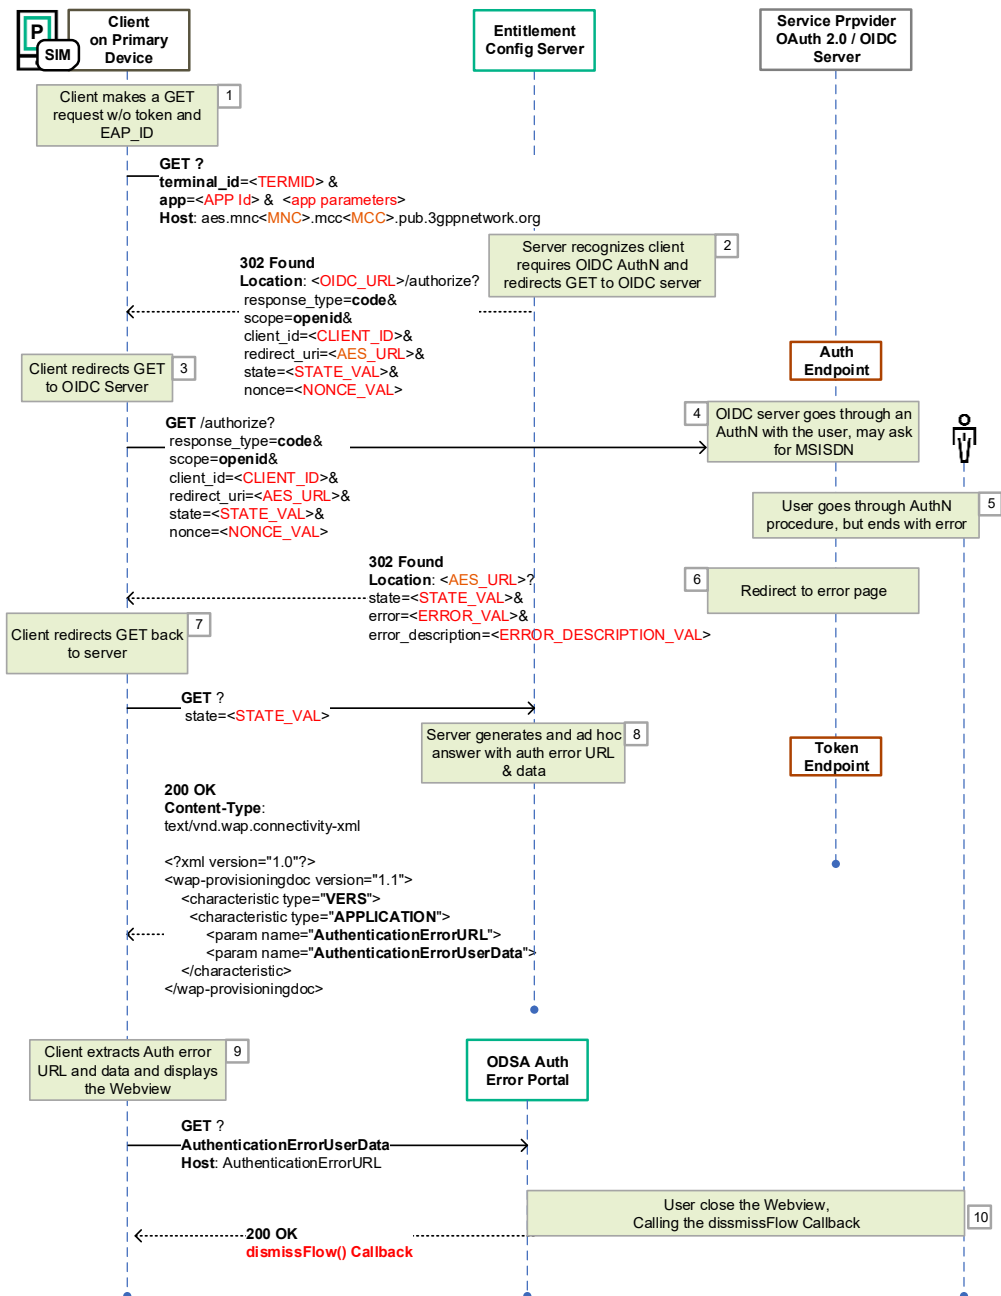 P
SIM
Client
on Primary
Device
Entitlement
Config Server
Service Prpvider
OAuth 2.0 / OIDC
Server
Client makes a GET
request w/o token and
EAP_ID
1
GET ?
terminal_id=<TERMID> &
app=<APP Id> & <app parameters>
Host: aes.mnc<MNC>.mcc<MCC>.pub.3gppnetwork.org
Server recognizes client
requires OIDC AuthN and
redirects GET to OIDC server
2
302 Found
Location: <OIDC_URL>/authorize?
response_type=code&
scope=openid&
client_id=<CLIENT_ID>&
redirect_uri=<AES_URL>&
state=<STATE_VAL>&
nonce=<NONCE_VAL>
Client redirects GET
to OIDC Server
3
Auth
Endpoint
GET /authorize?
response_type=code&
scope=openid&
client_id=<CLIENT_ID>&
redirect_uri=<AES_URL>&
state=<STATE_VAL>&
nonce=<NONCE_VAL>
4
OIDC server goes through an
AuthN with the user, may ask
for MSISDN
User goes through AuthN
procedure, but ends with error
5
302 Found
Location: <AES_URL>?
state=<STATE_VAL>&
error=<ERROR_VAL>&
error_description=<ERROR_DESCRIPTION_VAL>
6
Redirect to error page
Client redirects GET back
to server
7
GET ?
state=<STATE_VAL>
Server generates and ad hoc
answer with auth error URL
& data
8
Token
Endpoint
200 OK
Content-Type:
text/vnd.wap.connectivity-xml
<?xml version="1.0"?>
<wap-provisioningdoc version="1.1">
<characteristic type="VERS">
<characteristic type="APPLICATION">
<param name="AuthenticationErrorURL">
<param name="AuthenticationErrorUserData">
</characteristic>
</wap-provisioningdoc>
Client extracts Auth error
URL and data and displays
the Webview
9
ODSA Auth
Error Portal
GET ?
AuthenticationErrorUserData
Host: AuthenticationErrorURL
User close the Webview,
Calling the dissmissFlow Callback
10
200 OK
dismissFlow() Callback